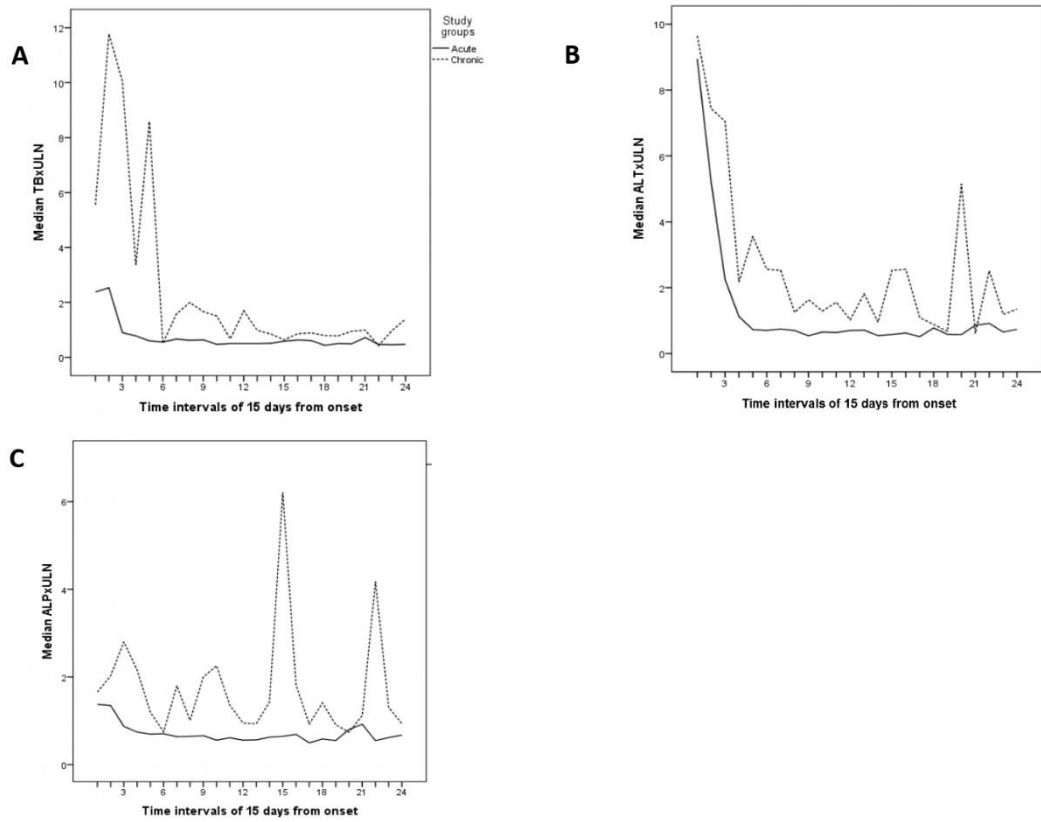 A
Median TBxULN
12
10
8
6
4
2
0
3 6 9 12 15 18 21 24
Time intervals of 15 days from onset
Study
groups
Acute
Chronic
B
Median ALTxULN
10
8
6
4
2
0
3 6 9 12 15 18 21 24
Time intervals of 15 days from onset
C
Median ALPxULN
6
4
2
0
3 6 9 12 15 18 21 24
Time intervals of 15 days from onset